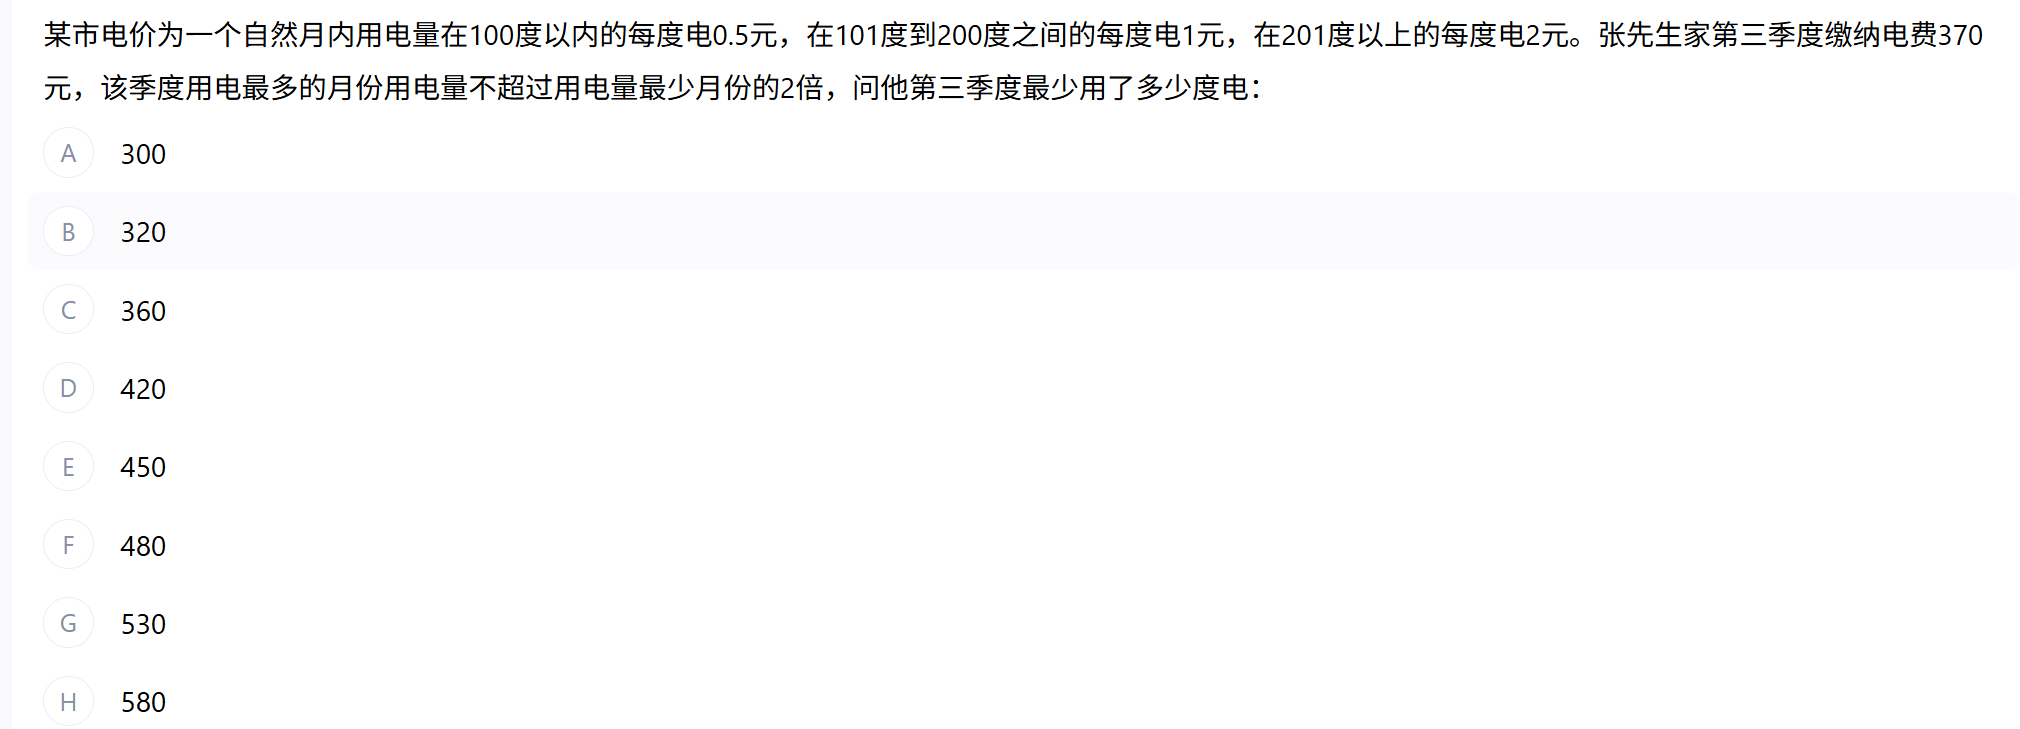 某市电价为一个自然月内用电量在100度以内的每度电0.5元，在101度到200度之间的每度电1元，在201度以上的每度电2元。张先生家第三季度缴纳电费370
元，该季度用电最多的月份用电量不超过用电量最少月份的2倍，问他第三季度最少用了多少度电：
A 300
B 320
C 360
D 420
E 450
F 480
G 530
H 580